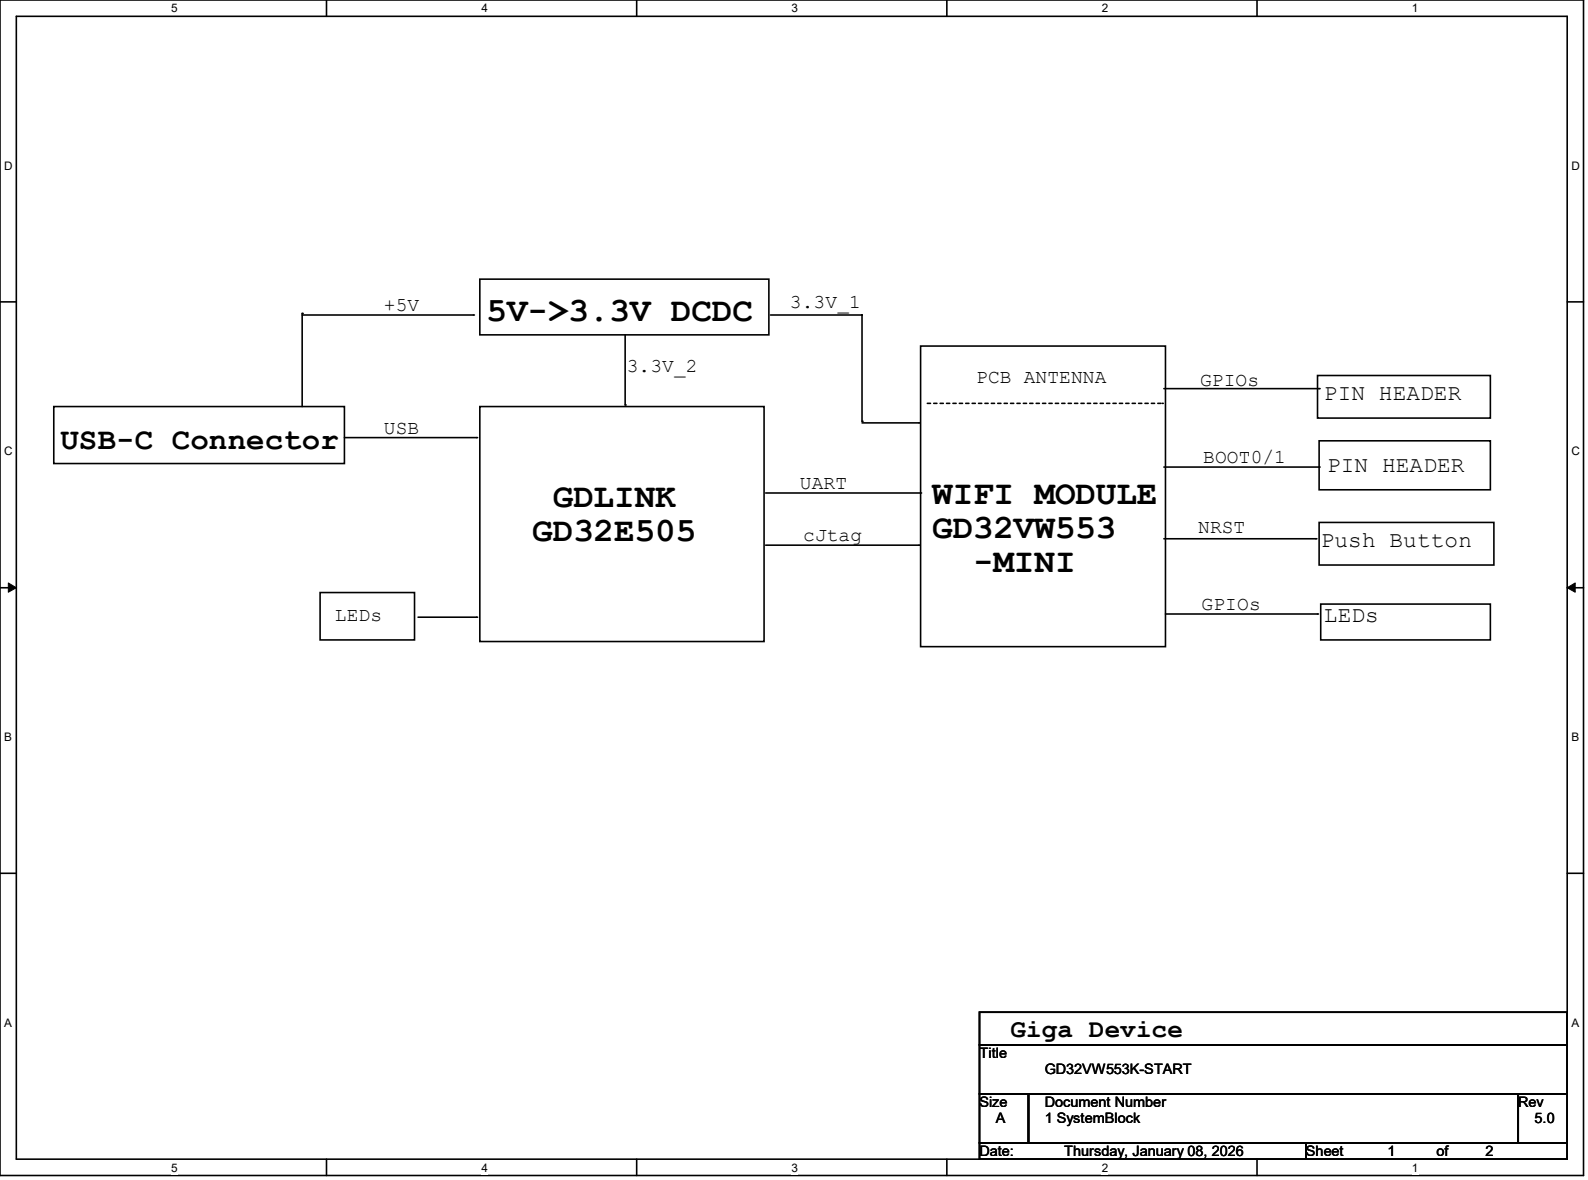 5 4 3 2 1
D D
+5V
5V->3.3V DCDC
3.3V_1
3.3V_2
PCB ANTENNA
GPIOs
PIN HEADER
USB-C Connector
USB
C C
BOOT0/1
PIN HEADER
UART
GDLINK
GD32E505
WIFI MODULE
GD32VW553
-MINI
cJtag
NRST
Push Button
LEDs
GPIOs
LEDs
B B
A A
Giga Device
Title
GD32VW553K-START
Size
A
Document Number
1 SystemBlock
Rev
5.0
Date: Thursday, January 08, 2026 Sheet 1 of 2
5 4 3 2 1